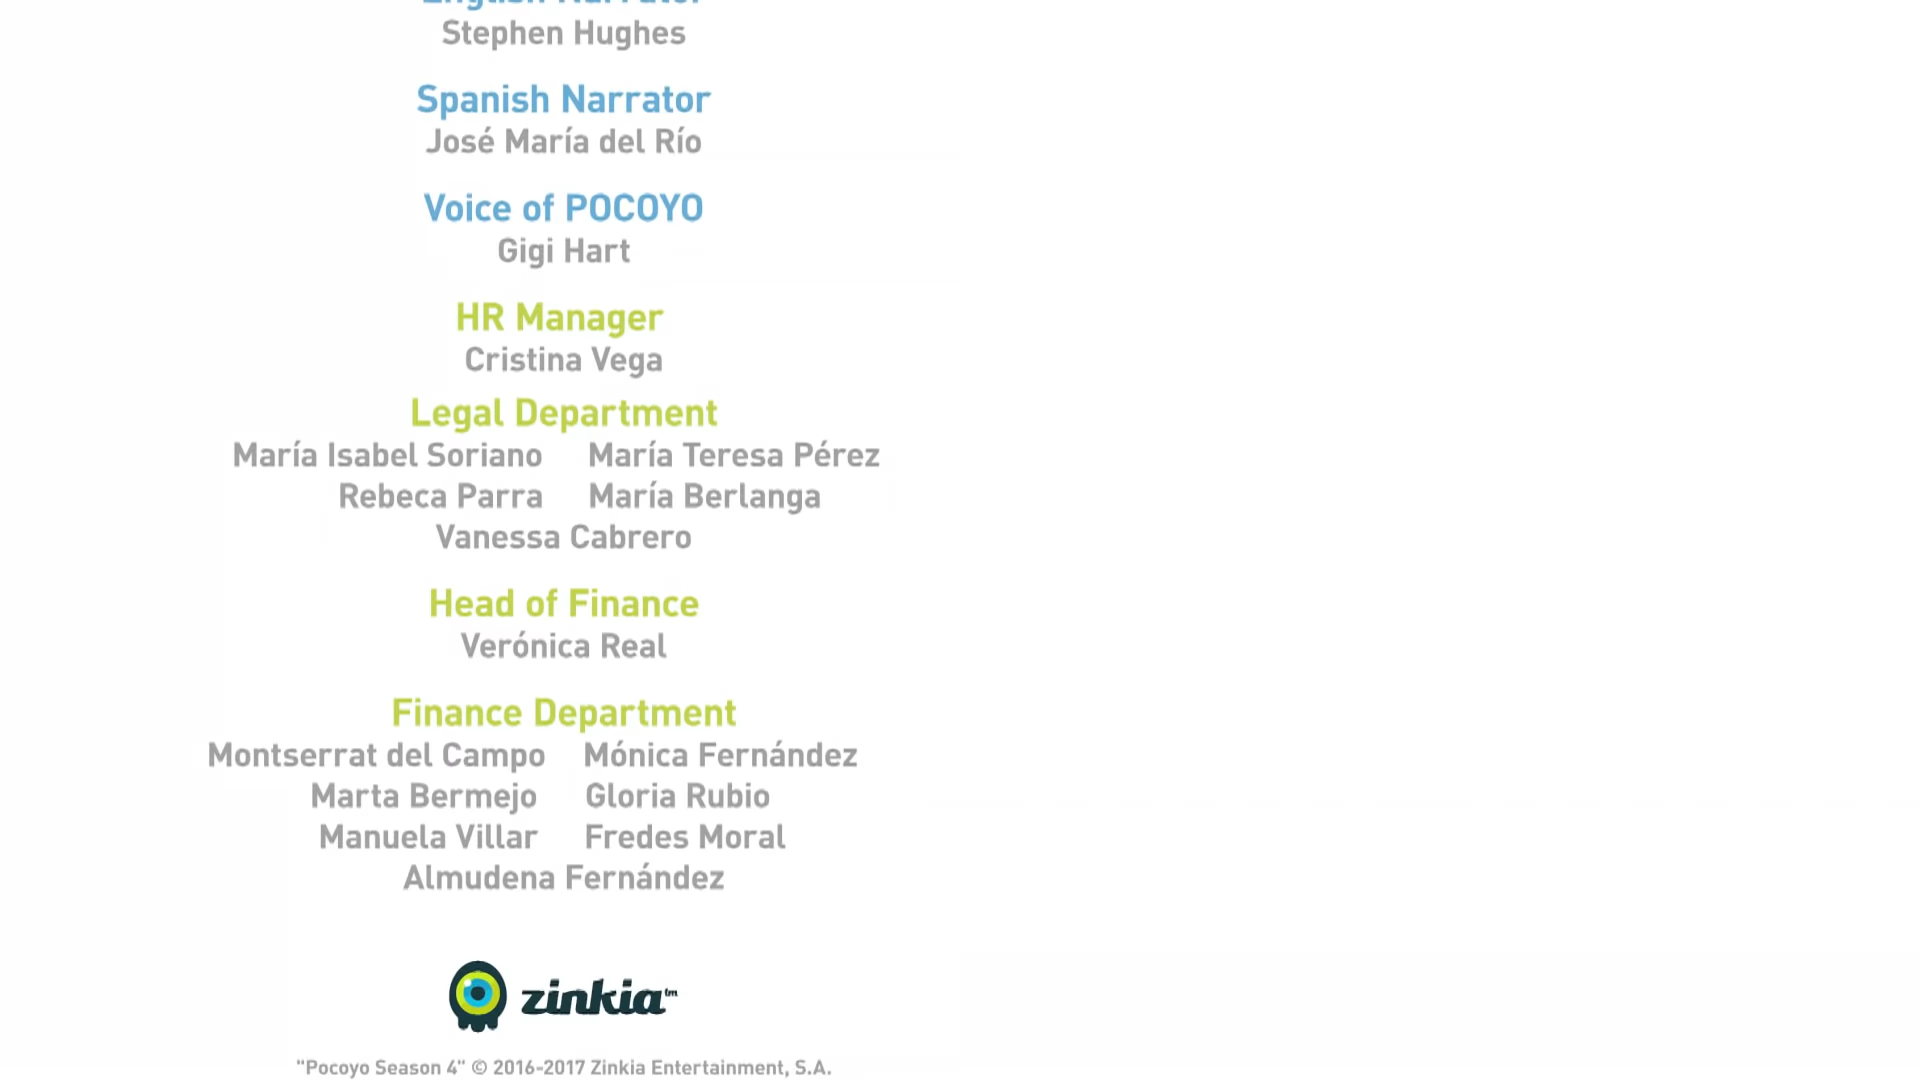 English Narrator
Stephen Hughes
Spanish Narrator
José María del Río
Voice of POCOYO
Gigi Hart
HR Manager
Cristina Vega
Legal Department
María Isabel Soriano María Teresa Pérez
Rebeca Parra María Berlanga
Vanessa Cabrero
Head of Finance
Verónica Real
Finance Department
Montserrat del Campo Mónica Fernández
Marta Bermejo Gloria Rubio
Manuela Villar Fredes Moral
Almudena Fernández
zinkia™
"Pocoyo Season 4" © 2016-2017 Zinkia Entertainment, S.A.